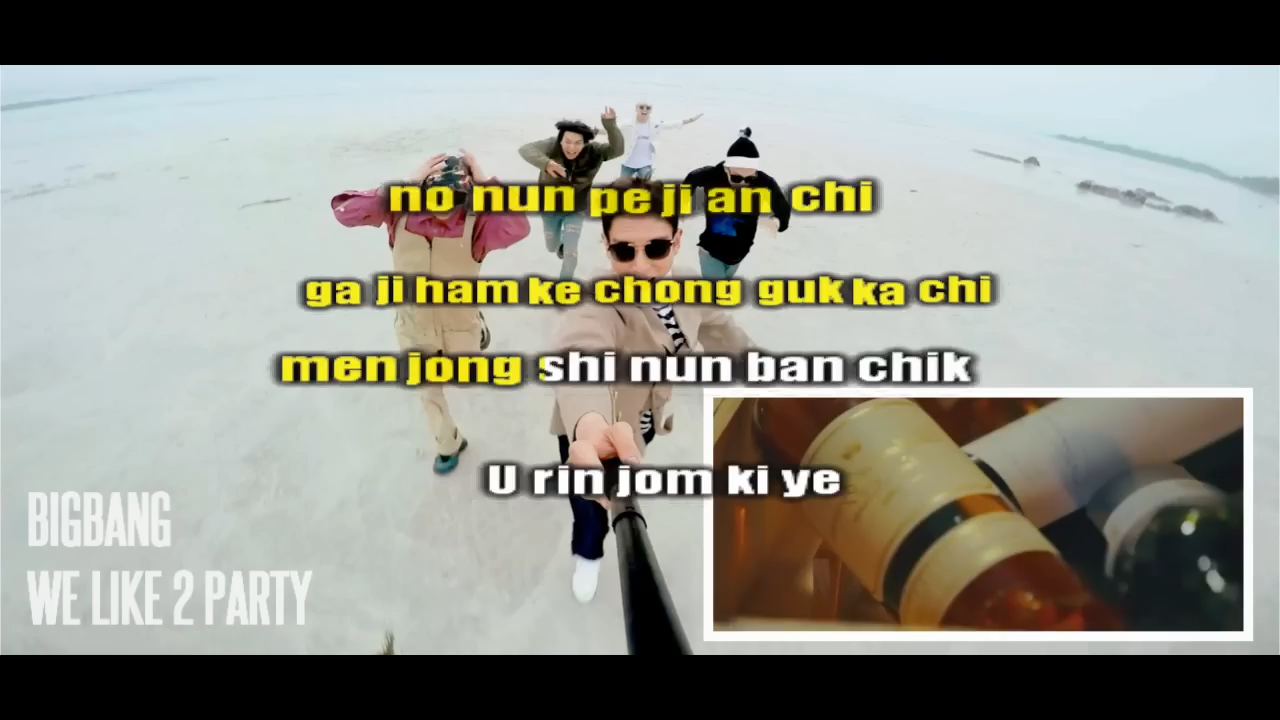 no nun pe ji an chi
ga ji ham ke chong guk ka chi
men jong shi nun ban chik
U rin jom ki ye
BIGBANG
WE LIKE 2 PARTY